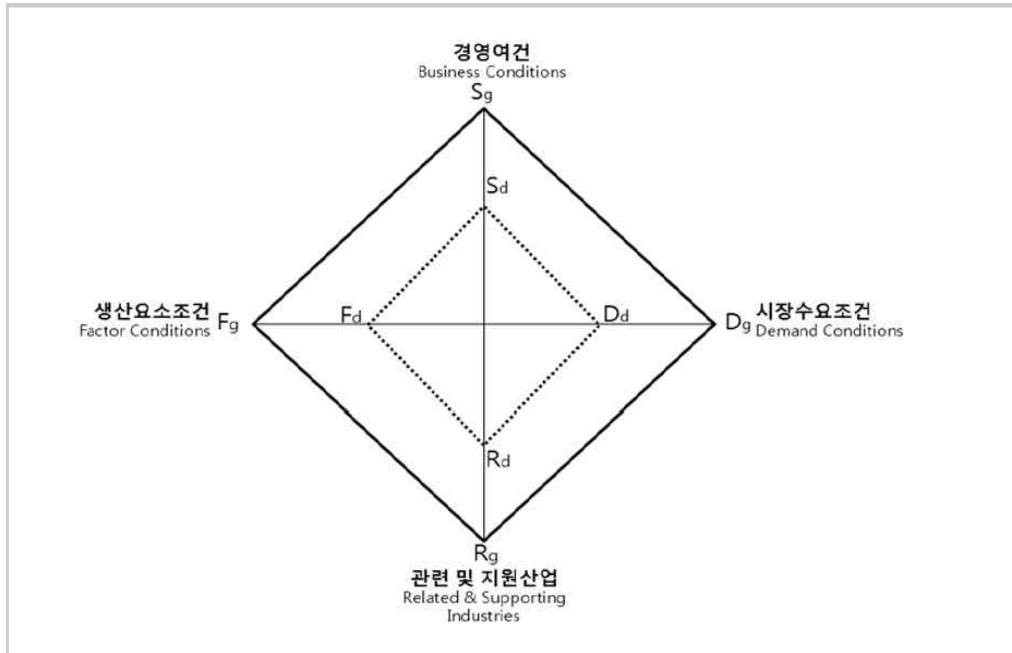 경영여건
Business Conditions
Sg
Sd
생산요소조건
Factor Conditions
Fg
Fd
Dd
Dg
시장수요조건
Demand Conditions
Rd
Rg
관련 및 지원산업
Related & Supporting
Industries